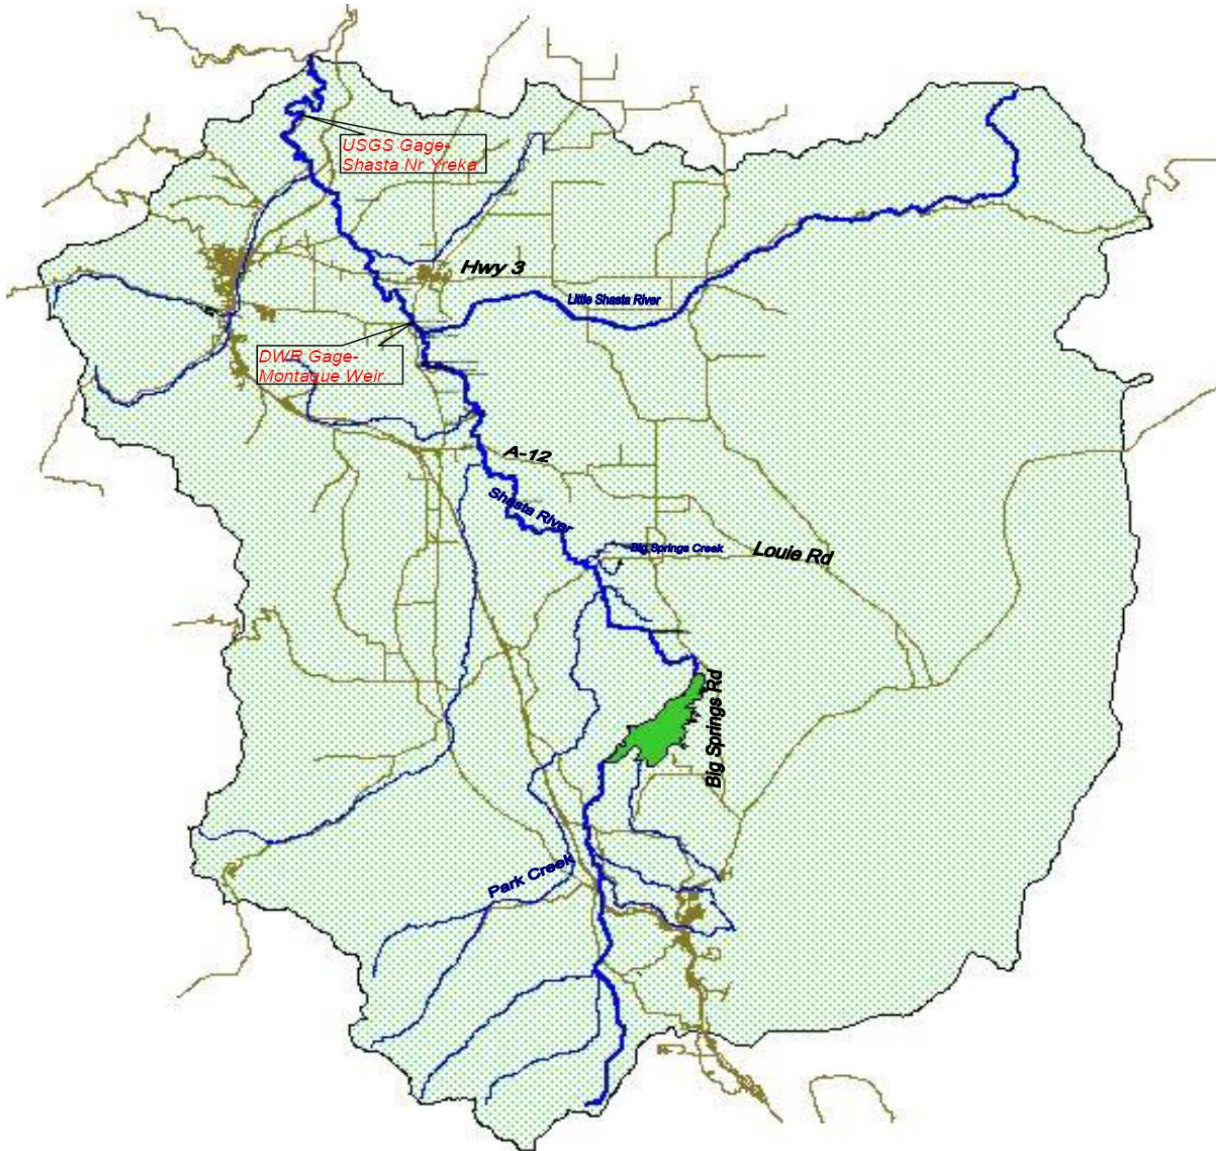 USGS Gage-
Shasta Nr Yreka
Hwy 3
Little Shasta River
DWR Gage-
Montague Weir
A-12
Shasta River
Big Springs Creek
Louie Rd
Big Springs Rd
Park Creek